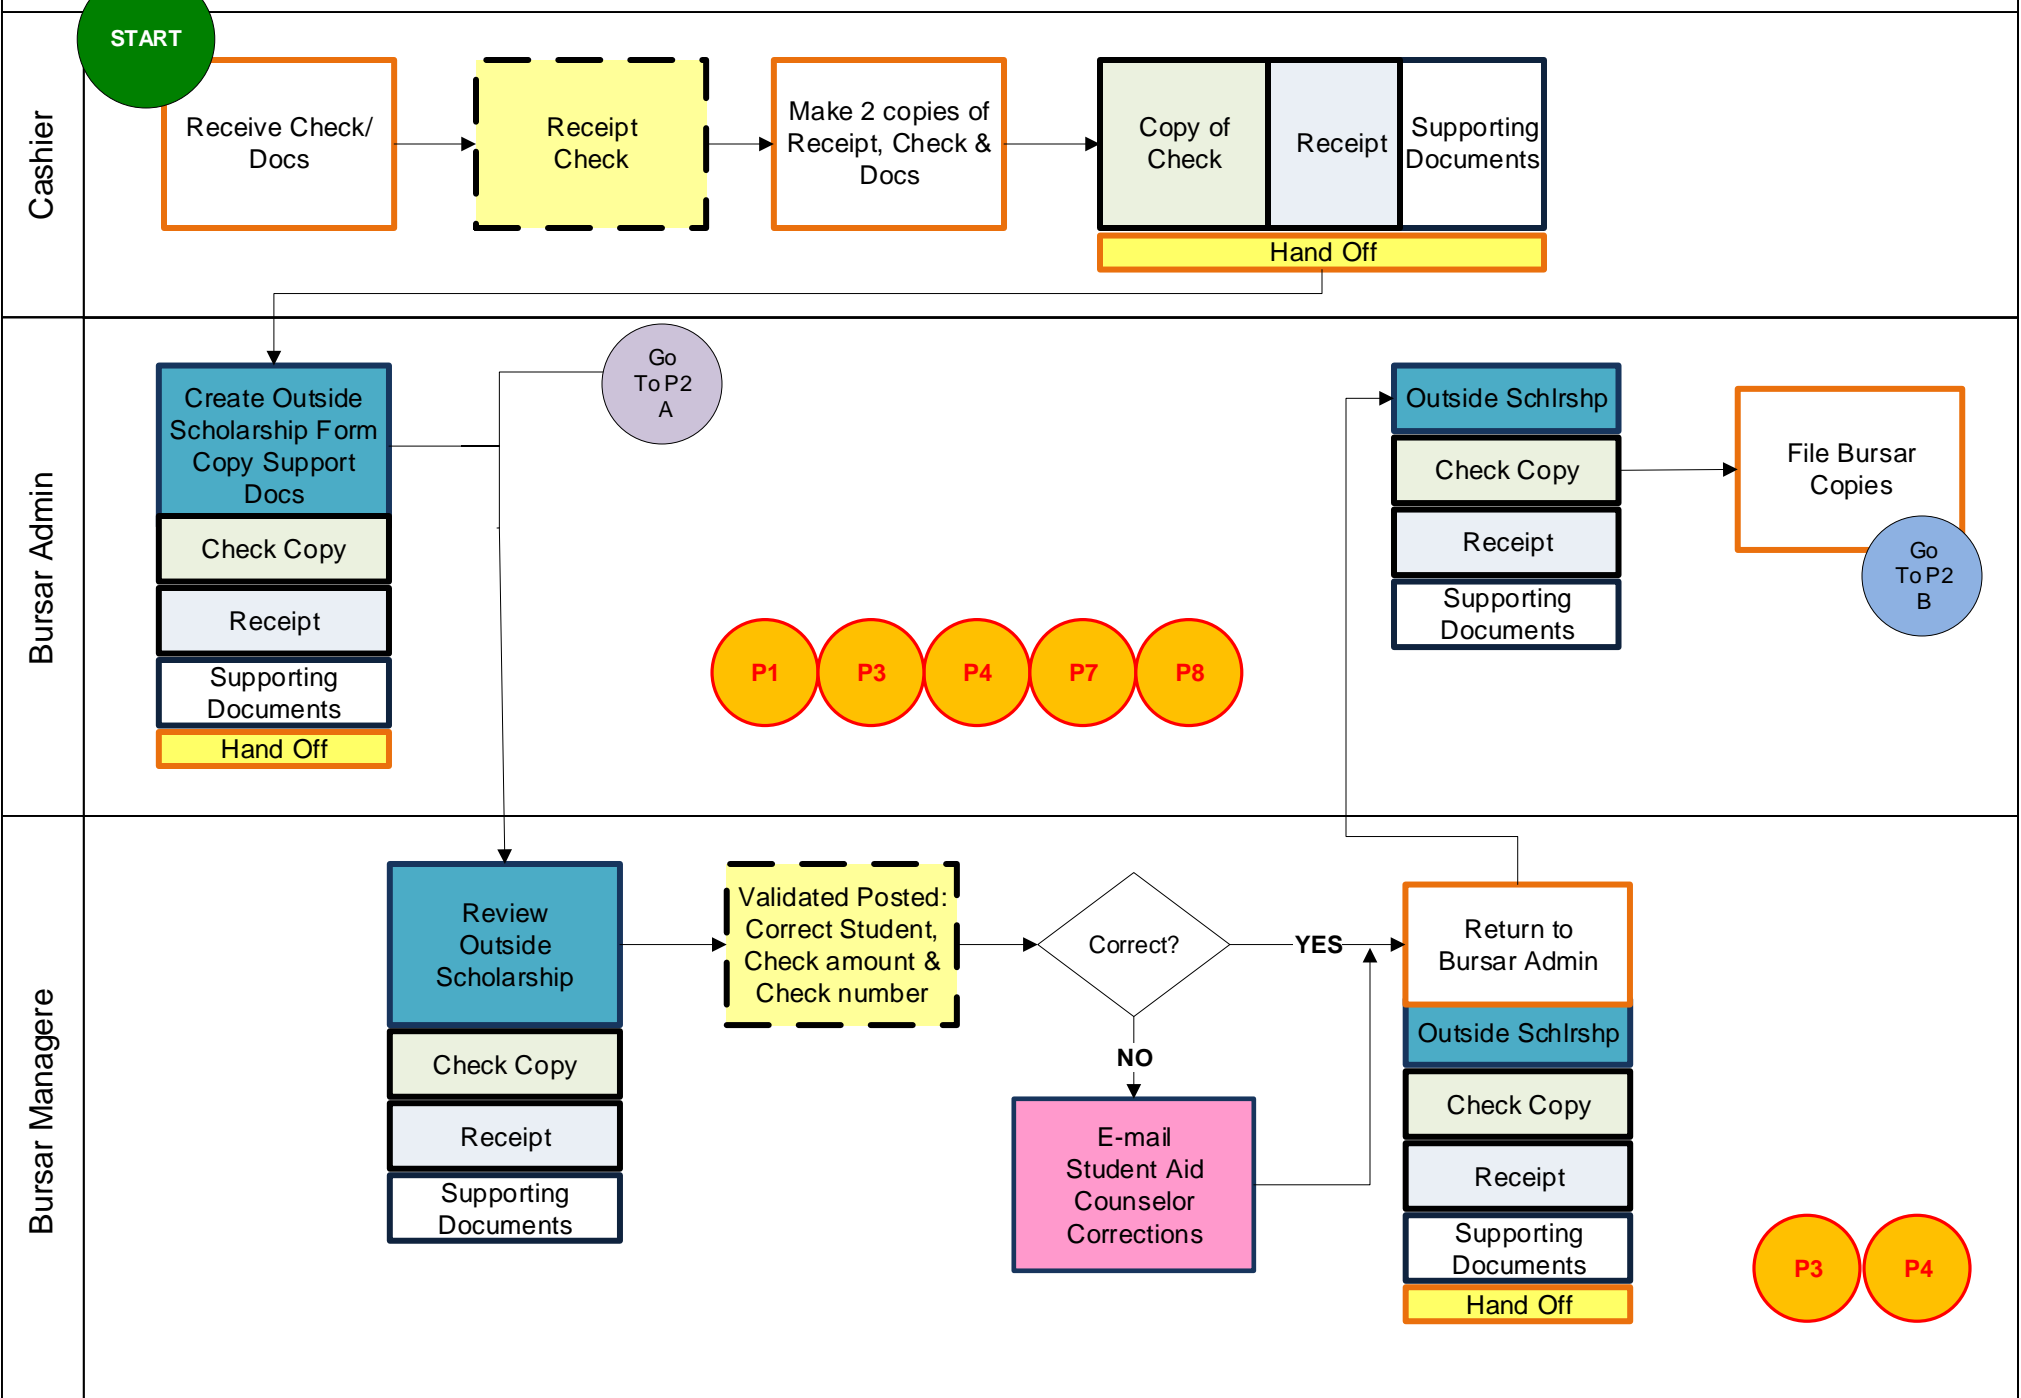 START
Cashier
Receive Check/
Docs
Receipt
Check
Make 2 copies of
Receipt, Check &
Docs
Copy of
Check
Receipt
Supporting
Documents
Hand Off
Bursar Admin
Create Outside
Scholarship Form
Copy Support
Docs
Check Copy
Receipt
Supporting
Documents
Hand Off
Go
To P2
A
P1
P3
P4
P7
P8
Outside Schlrshp
Check Copy
Receipt
Supporting
Documents
File Bursar
Copies
Go
To P2
B
Bursar Managere
Review
Outside
Scholarship
Check Copy
Receipt
Supporting
Documents
Validated Posted:
Correct Student,
Check amount &
Check number
Correct?
YES
NO
E-mail
Student Aid
Counselor
Corrections
Return to
Bursar Admin
Outside Schlrshp
Check Copy
Receipt
Supporting
Documents
Hand Off
P3
P4